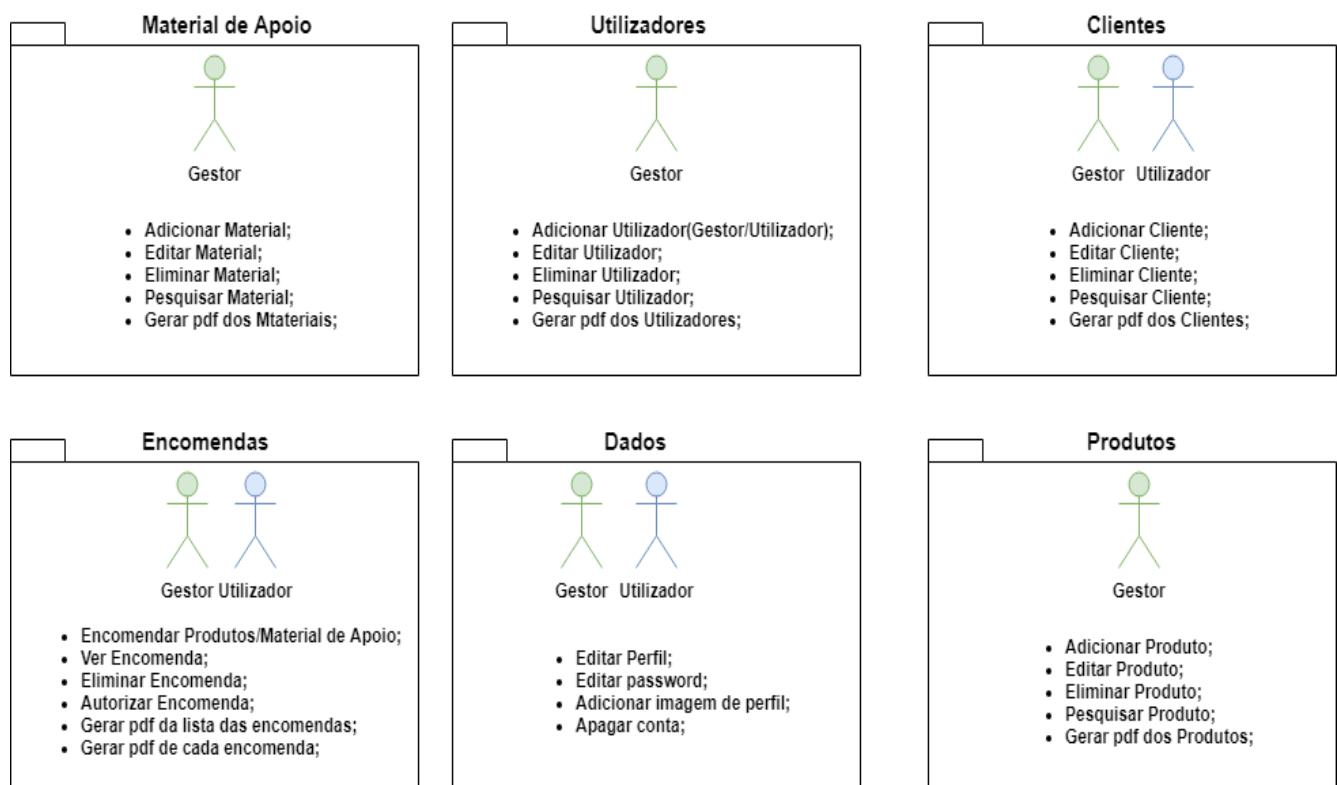 Material de Apoio
Gestor
• Adicionar Material;
• Editar Material;
• Eliminar Material;
• Pesquisar Material;
• Gerar pdf dos Mtateriais;
Utilizadores
Gestor
• Adicionar Utilizador(Gestor/Utilizador);
• Editar Utilizador;
• Eliminar Utilizador;
• Pesquisar Utilizador;
• Gerar pdf dos Utilizadores;
Clientes
Gestor Utilizador
• Adicionar Cliente;
• Editar Cliente;
• Eliminar Cliente;
• Pesquisar Cliente;
• Gerar pdf dos Clientes;
Encomendas
Gestor Utilizador
• Encomendar Produtos/Material de Apoio;
• Ver Encomenda;
• Eliminar Encomenda;
• Autorizar Encomenda;
• Gerar pdf da lista das encomendas;
• Gerar pdf de cada encomenda;
Dados
Gestor Utilizador
• Editar Perfil;
• Editar password;
• Adicionar imagem de perfil;
• Apagar conta;
Produtos
Gestor
• Adicionar Produto;
• Editar Produto;
• Eliminar Produto;
• Pesquisar Produto;
• Gerar pdf dos Produtos;